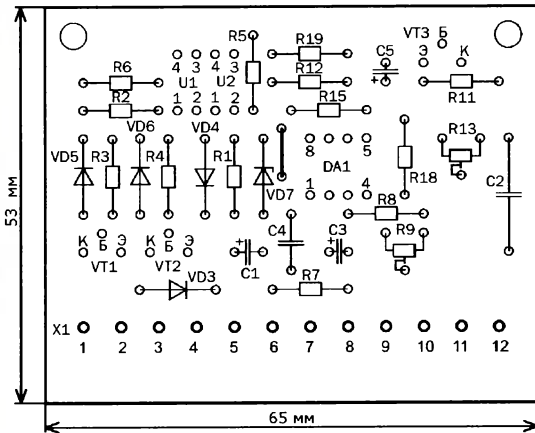 R5 R19 VT3 Б
R6 4 3 4 3 C5 Э К
U1 U2 R12 +
R2 1 2 1 2 R15 R11
VD6 VD4
VD5 R3 R4 R1 8 5 R13
DA1 R18 C2
VD7 1 4 R8
К Б Э К Б Э + C4 C3 + R9
VT1 VT2 C1
VD3 R7
X1
1 2 3 4 5 6 7 8 9 10 11 12
53 мм
65 мм